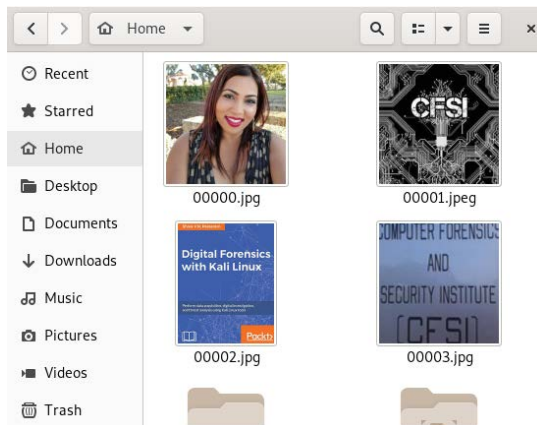 Home
Recent
Starred
Home
Desktop
Documents
Downloads
Music
Pictures
Videos
Trash
CFSI
00000.jpg
00001.jpeg
Digital Forensics
with Kali Linux
Packt
00002.jpg
COMPUTER FORENSICS
AND
SECURITY INSTITUTE
(CFSI)
00003.jpg